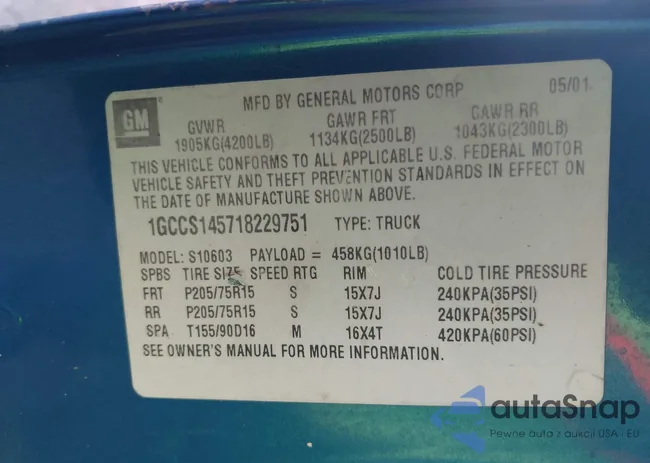 MFD BY GENERAL MOTORS CORP 05/01
GM
GVWR GAWR FRT GAWR RR
1905KG(4200LB) 1134KG(2500LB) 1043KG(2300LB)
THIS VEHICLE CONFORMS TO ALL APPLICABLE U.S. FEDERAL MOTOR
VEHICLE SAFETY AND THEFT PREVENTION STANDARDS IN EFFECT ON
THE DATE OF MANUFACTURE SHOWN ABOVE.
1GCCS145718229751 TYPE: TRUCK
MODEL: S10603 PAYLOAD = 458KG(1010LB)
SPBS TIRE SIZE SPEED RTG RIM COLD TIRE PRESSURE
FRT P205/75R15 S 15X7J 240KPA(35PSI)
RR P205/75R15 S 15X7J 240KPA(35PSI)
SPA T155/90D16 M 16X4T 420KPA(60PSI)
SEE OWNER'S MANUAL FOR MORE INFORMATION.
autaSnap
Pewne auta z aukcji USA - EU